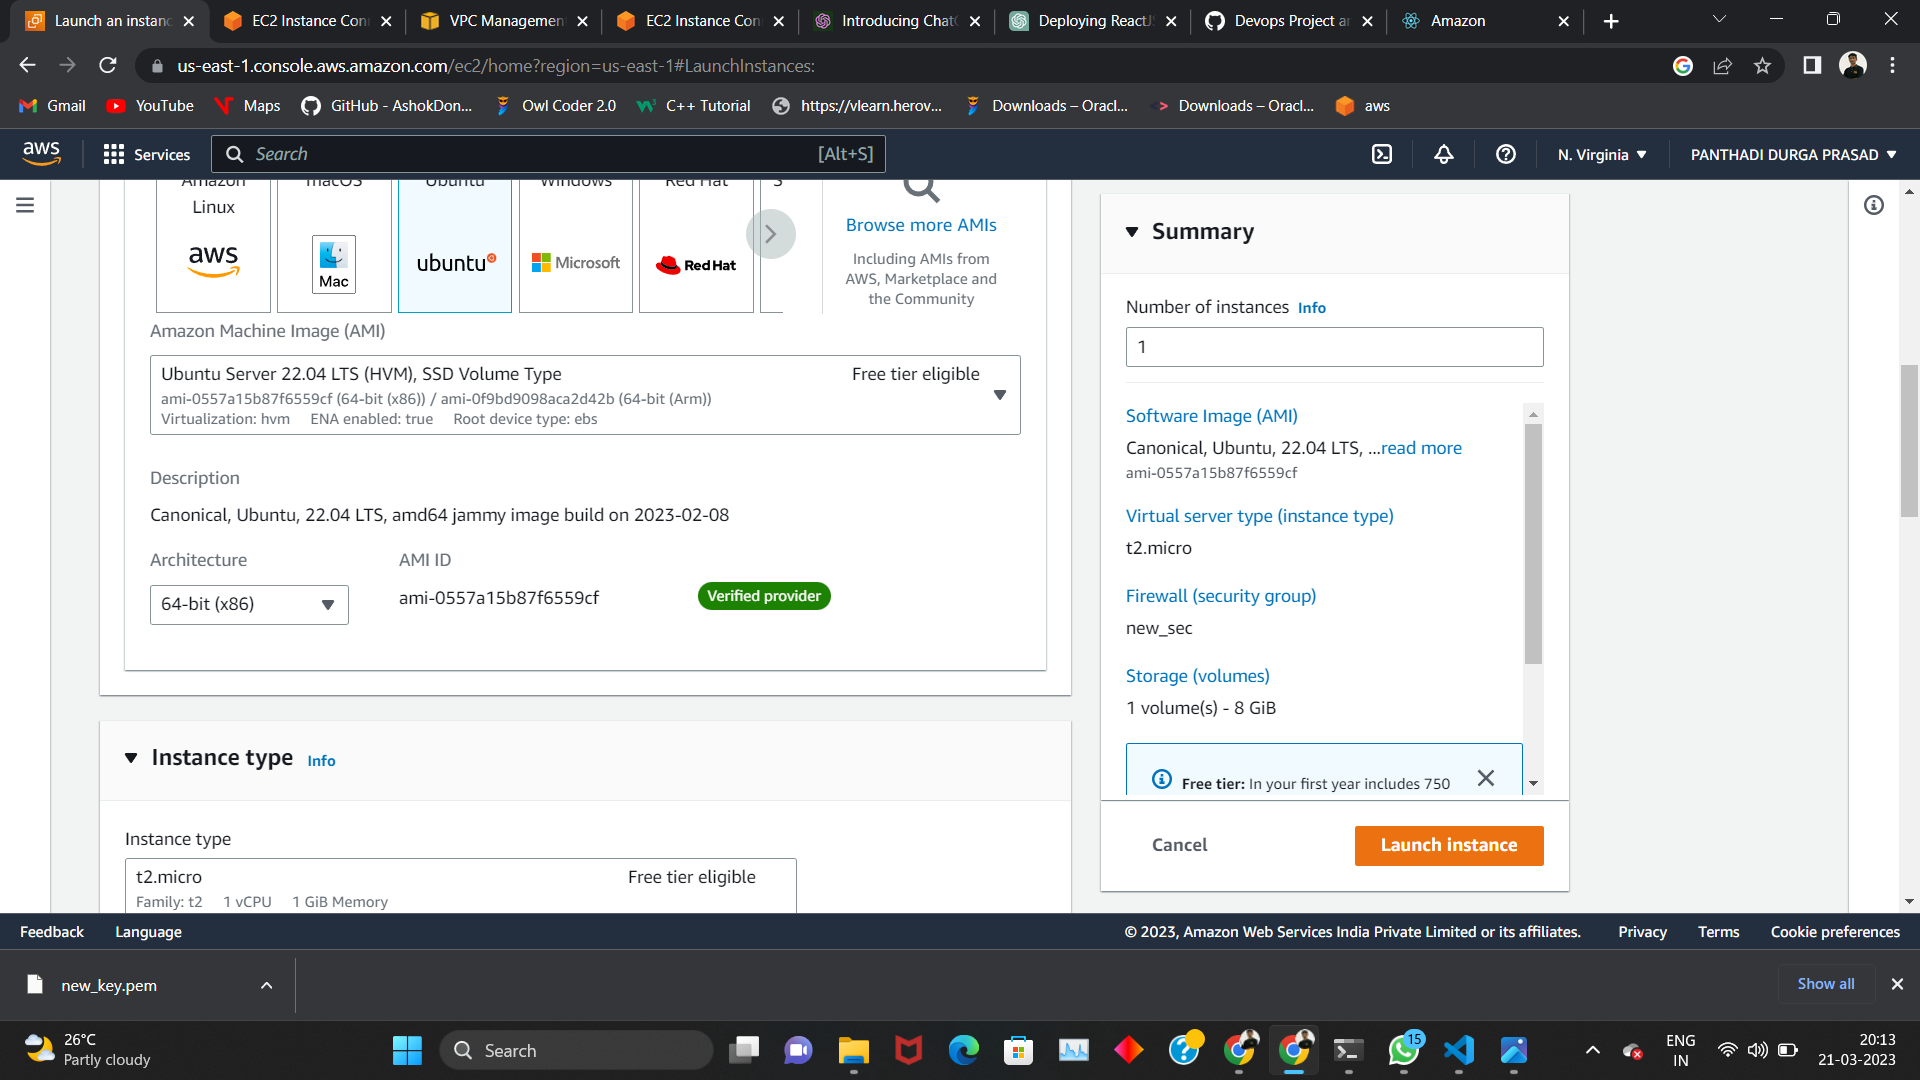 Launch an instanc
EC2 Instance Con
VPC Managemen
EC2 Instance Con
Introducing Chat
Deploying ReactJ
Devops Project a
Amazon
us-east-1.console.aws.amazon.com/ec2/home?region=us-east-1#LaunchInstances:
Gmail
YouTube
Maps
GitHub - AshokDon...
Owl Coder 2.0
C++ Tutorial
https://vlearn.herov...
Downloads – Oracl...
Downloads – Oracl...
aws
aws
Services
Search
[Alt+S]
N. Virginia
PANTHADI DURGA PRASAD
Amazon
Linux
macOS
Ubuntu
Windows
Red Hat
S
aws
Mac
ubuntu
Microsoft
Red Hat
Browse more AMIs
Including AMIs from
AWS, Marketplace and
the Community
Amazon Machine Image (AMI)
Ubuntu Server 22.04 LTS (HVM), SSD Volume Type
Free tier eligible
ami-0557a15b87f6559cf (64-bit (x86)) / ami-0f9bd9098aca2d42b (64-bit (Arm))
Virtualization: hvm ENA enabled: true Root device type: ebs
Description
Canonical, Ubuntu, 22.04 LTS, amd64 jammy image build on 2023-02-08
Architecture
AMI ID
64-bit (x86)
ami-0557a15b87f6559cf
Verified provider
Instance type Info
Instance type
t2.micro
Free tier eligible
Family: t2 1 vCPU 1 GiB Memory
Summary
Number of instances Info
1
Software Image (AMI)
Canonical, Ubuntu, 22.04 LTS, ...read more
ami-0557a15b87f6559cf
Virtual server type (instance type)
t2.micro
Firewall (security group)
new_sec
Storage (volumes)
1 volume(s) - 8 GiB
Free tier: In your first year includes 750
Cancel
Launch instance
Feedback
Language
© 2023, Amazon Web Services India Private Limited or its affiliates.
Privacy
Terms
Cookie preferences
new_key.pem
Show all
26°C
Partly cloudy
Search
15
ENG
IN
20:13
21-03-2023